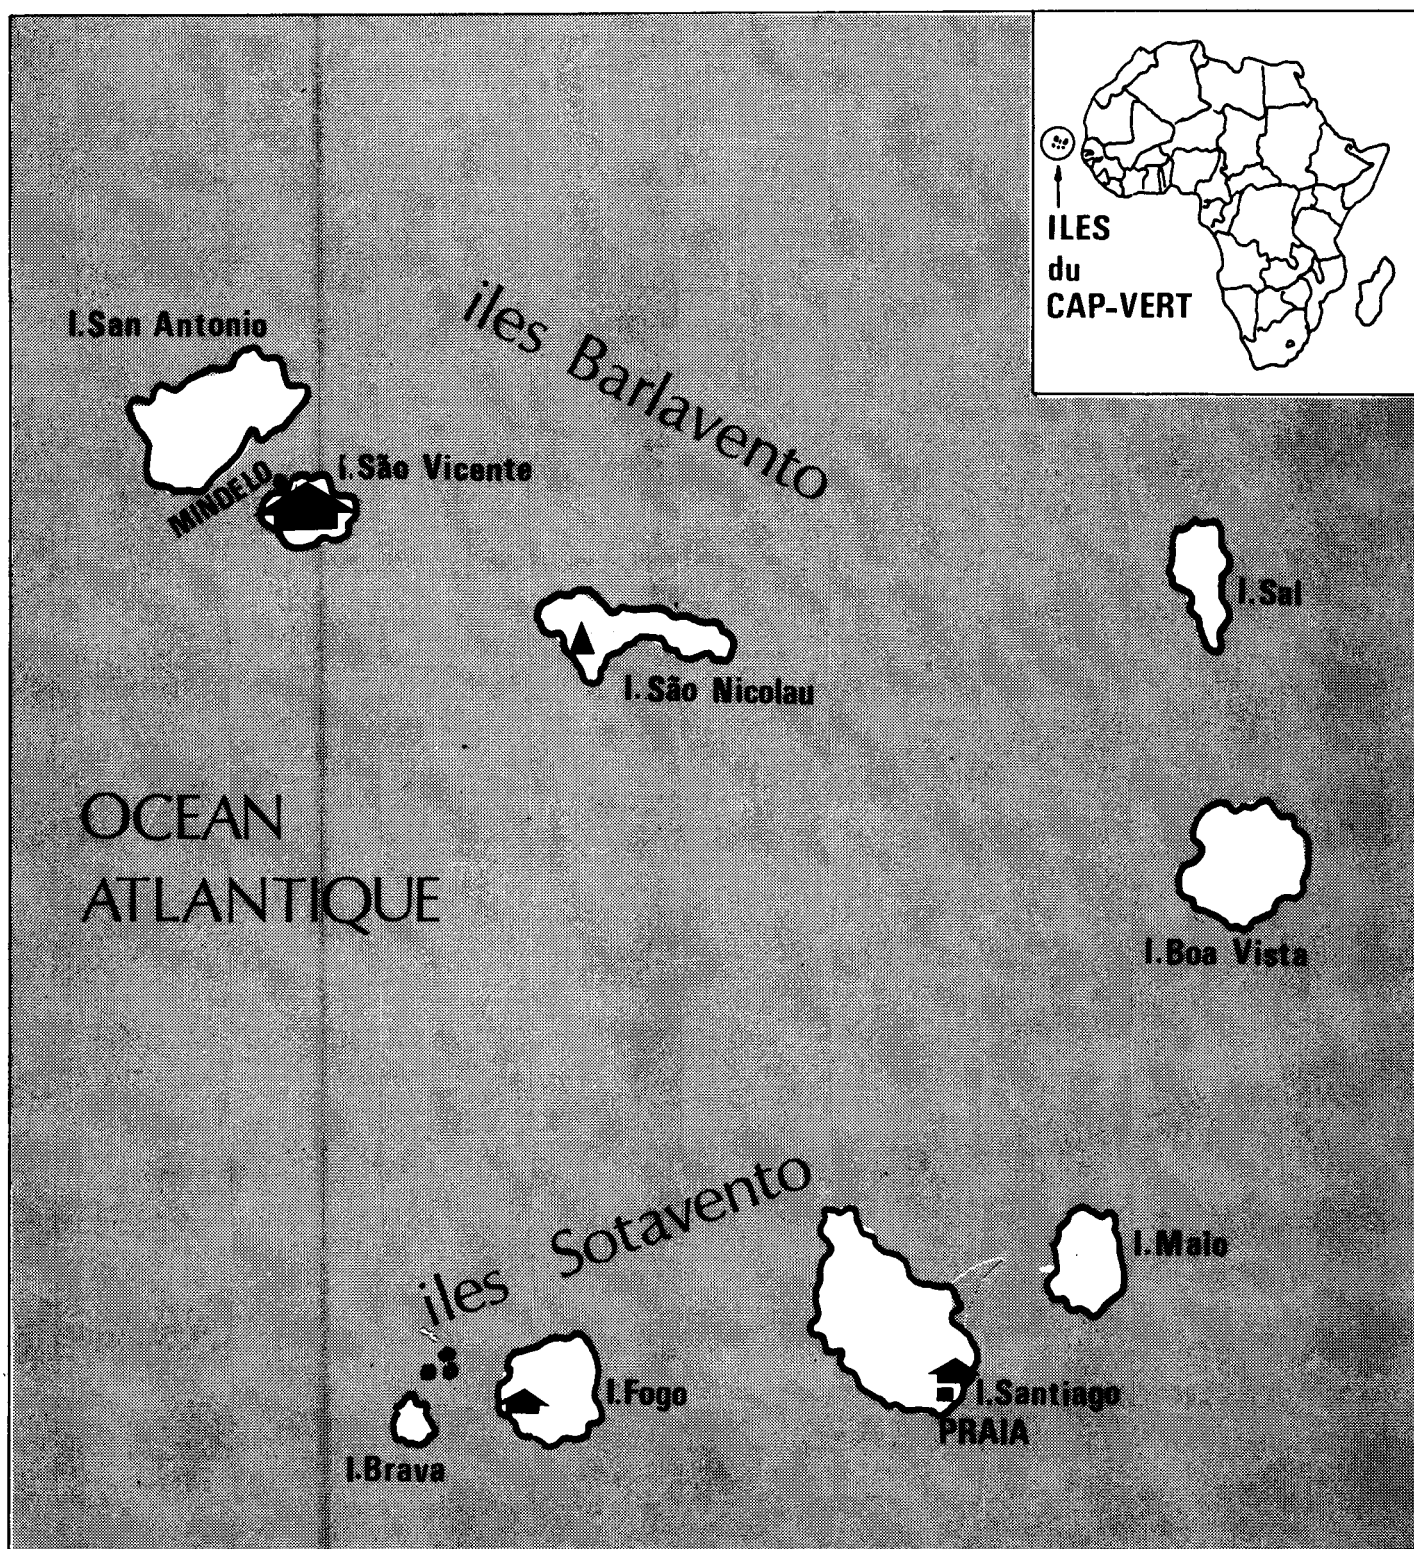 ILES
du
CAP-VERT
I.San Antonio
iles Barlavento
I.São Vicente
MINDELO
I.Sal
I.São Nicolau
OCEAN
ATLANTIQUE
I.Boa Vista
iles Sotavento
I.Maio
I.Fogo
I.Santiago
PRAIA
I.Brava